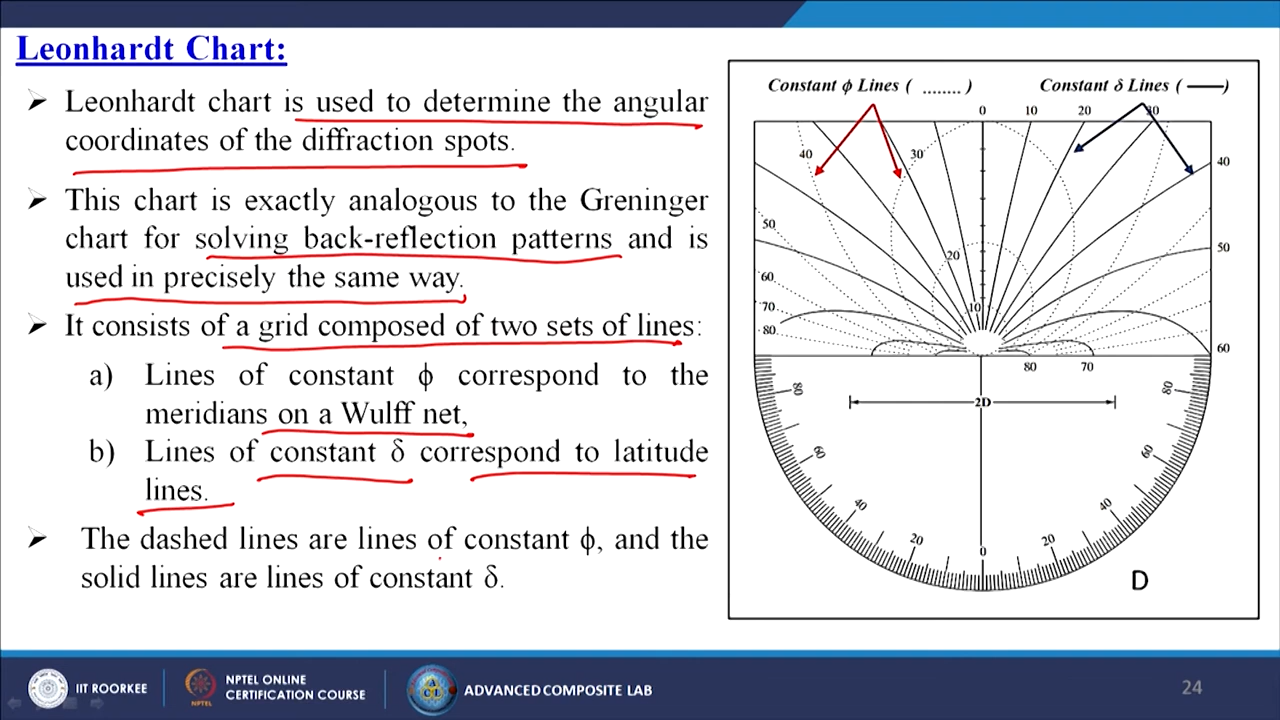 Leonhardt Chart:
➢ Leonhardt chart is used to determine the angular
coordinates of the diffraction spots.
➢ This chart is exactly analogous to the Greninger
chart for solving back-reflection patterns and is
used in precisely the same way.
➢ It consists of a grid composed of two sets of lines:
a) Lines of constant ϕ correspond to the
meridians on a Wulff net,
b) Lines of constant δ correspond to latitude
lines.
➢ The dashed lines are lines of constant ϕ, and the
solid lines are lines of constant δ.
Constant ϕ Lines ( ........ )
Constant δ Lines ( —— )
0 10 20 30
40 30 40
50 20 50
60
70 10
80 60
80 70
80 80
2D
60 60
40 40
20 0 20
D
IIT ROORKEE
NPTEL
NPTEL ONLINE
CERTIFICATION COURSE
ACL
ADVANCED COMPOSITE LAB
24